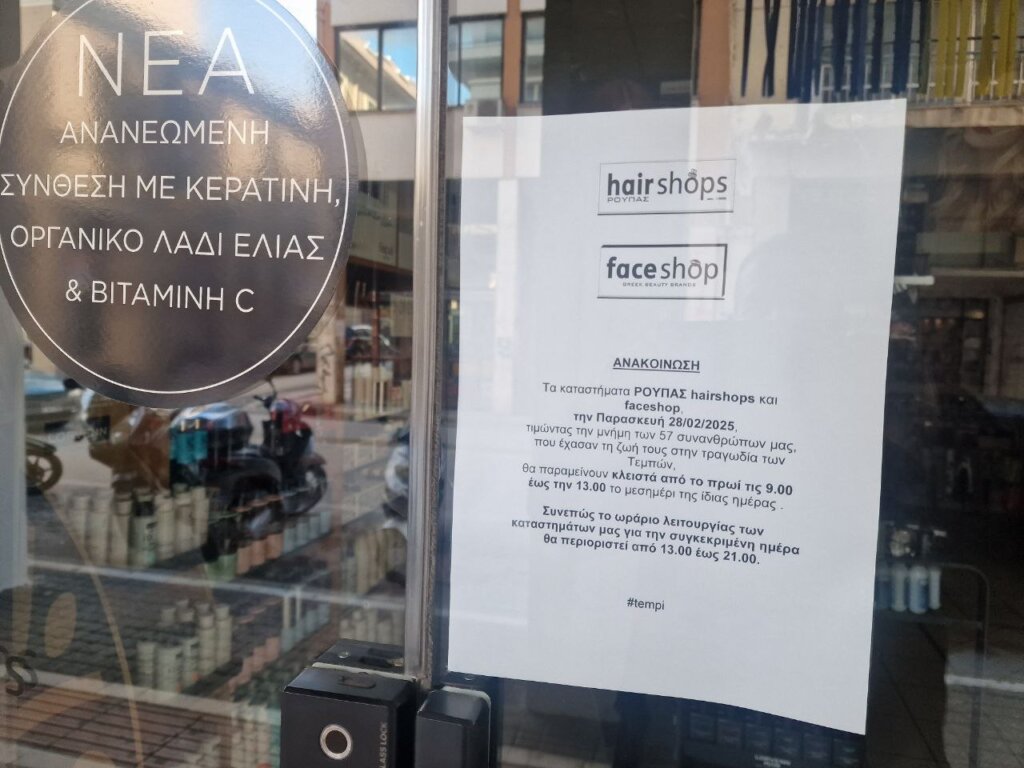 ΝΕΑ
ΑΝΑΝΕΩΜΕΝΗ
ΣΥΝΘΕΣΗ ΜΕ ΚΕΡΑΤΙΝΗ,
ΟΡΓΑΝΙΚΟ ΛΑΔΙ ΕΛΙΑΣ
& ΒΙΤΑΜΙΝΗ C
hair shops
ΡΟΥΠΑΣ
face shop
GREEK BEAUTY BRANDS
ΑΝΑΚΟΙΝΩΣΗ
Τα καταστήματα ΡΟΥΠΑΣ hairshops και
faceshop,
την Παρασκευή 28/02/2025,
τιμώντας την μνήμη των 57 συνανθρώπων μας,
που έχασαν τη ζωή τους στην τραγωδία των
Τεμπών,
θα παραμείνουν κλειστά από το πρωί τις 9.00
έως την 13.00 το μεσημέρι της ίδιας ημέρας .
Συνεπώς το ωράριο λειτουργίας των
καταστημάτων μας για την συγκεκριμένη ημέρα
θα περιοριστεί από 13.00 έως 21.00.
#tempi
GLASS LOCK